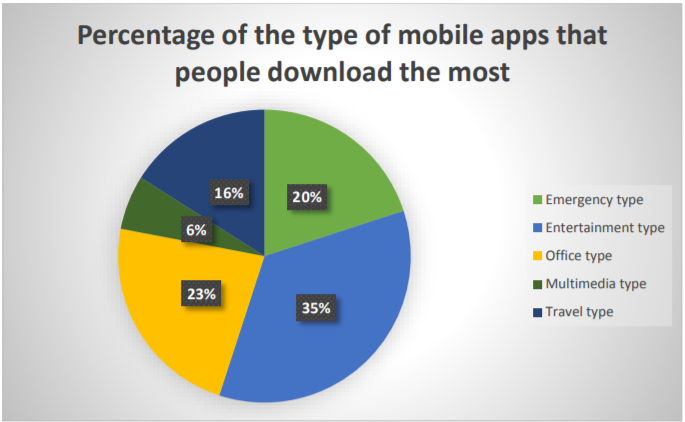 Percentage of the type of mobile apps that
people download the most
16%
20%
6%
23%
35%
Emergency type
Entertainment type
Office type
Multimedia type
Travel type